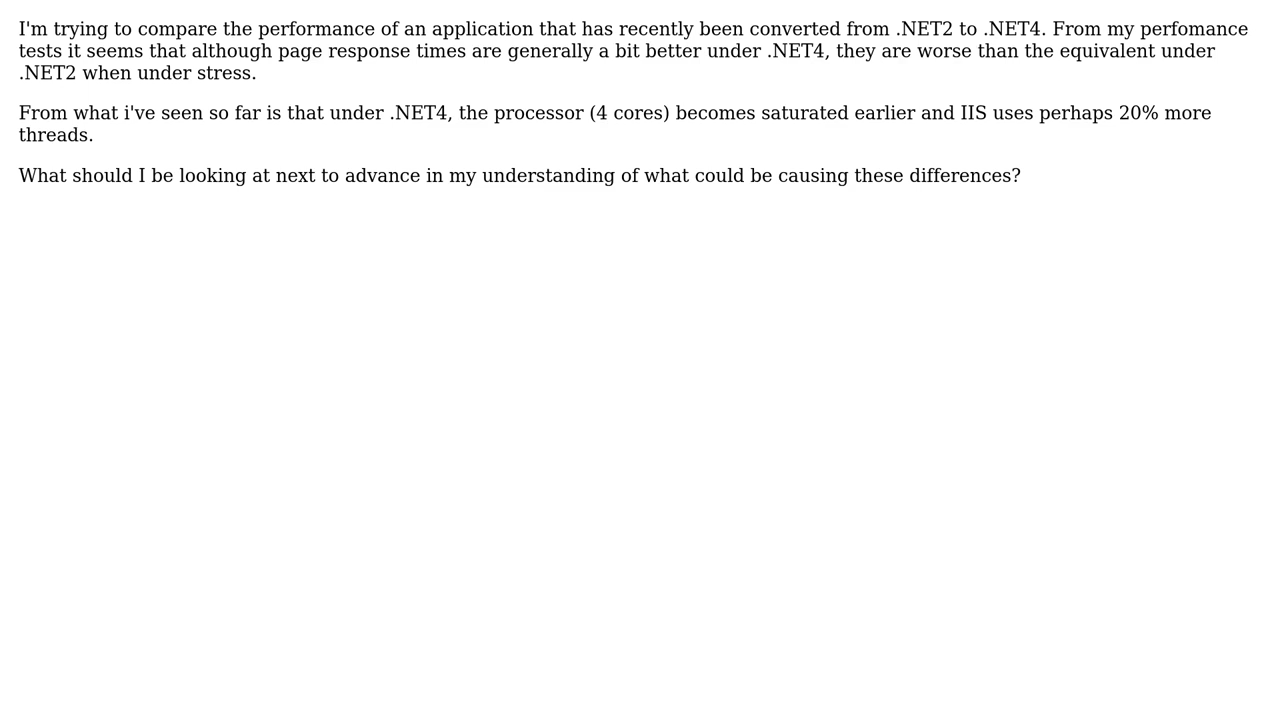 I'm trying to compare the performance of an application that has recently been converted from .NET2 to .NET4. From my perfomance
tests it seems that although page response times are generally a bit better under .NET4, they are worse than the equivalent under
.NET2 when under stress.
From what i've seen so far is that under .NET4, the processor (4 cores) becomes saturated earlier and IIS uses perhaps 20% more
threads.
What should I be looking at next to advance in my understanding of what could be causing these differences?